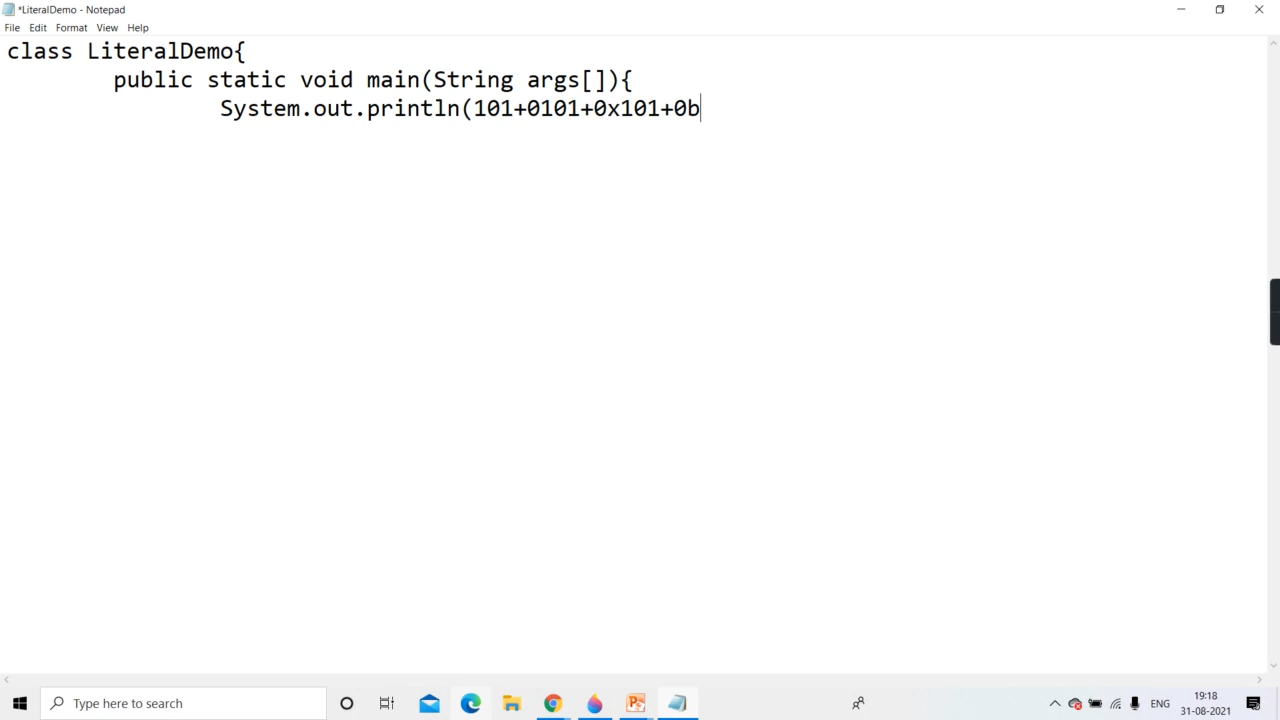 *LiteralDemo - Notepad
File Edit Format View Help
class LiteralDemo{
public static void main(String args[]){
System.out.println(101+0101+0x101+0b
Type here to search
ENG
19:18
31-08-2021